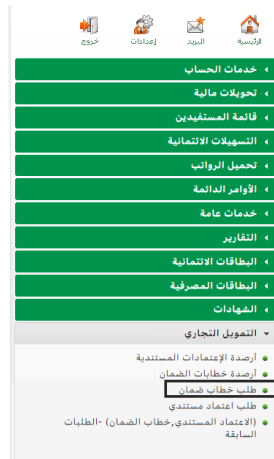 الرئيسية
البريد
إعدادات
خروج
خدمات الحساب
تحويلات مالية
قائمة المستفيدين
التسهيلات الائتمانية
تحميل الرواتب
الأوامر الدائمة
خدمات عامة
التقارير
البطاقات الائتمانية
البطاقات المصرفية
الشهادات
التمويل التجاري
أرصدة الإعتمادات المستندية
أرصدة خطابات الضمان
طلب خطاب ضمان
طلب اعتماد مستندي
(الاعتماد المستندي,خطاب الضمان) -الطلبات
السابقة